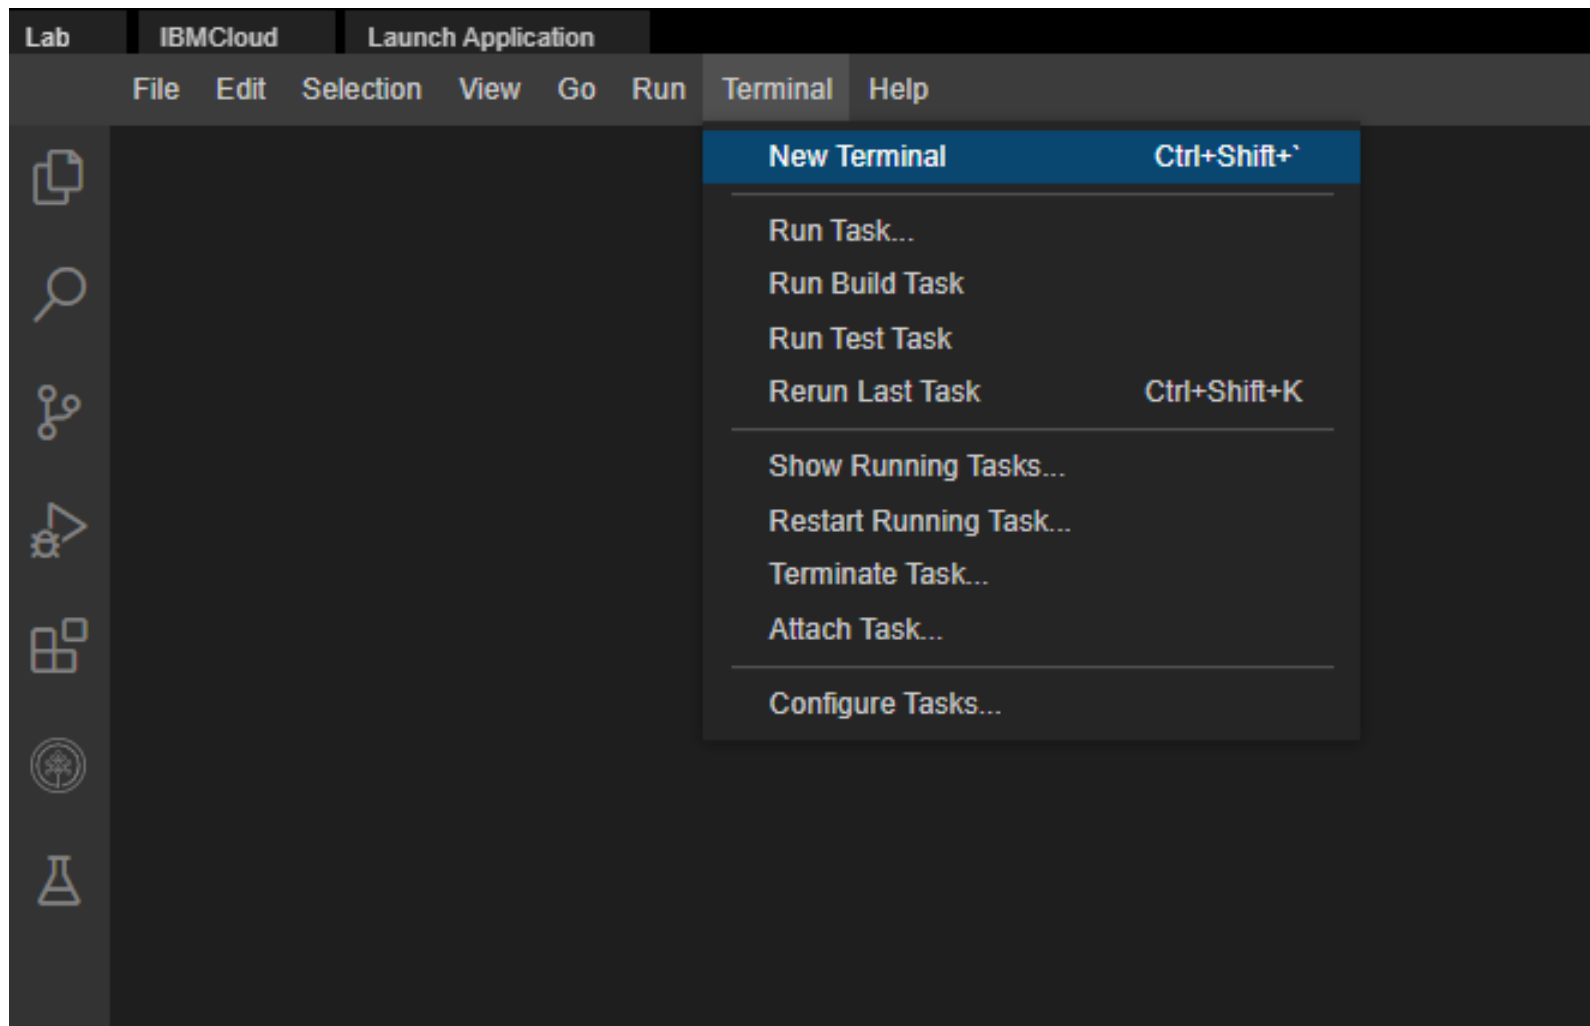 Lab IBMCloud Launch Application
File Edit Selection View Go Run Terminal Help
New Terminal Ctrl+Shift+`
Run Task...
Run Build Task
Run Test Task
Rerun Last Task Ctrl+Shift+K
Show Running Tasks...
Restart Running Task...
Terminate Task...
Attach Task...
Configure Tasks...